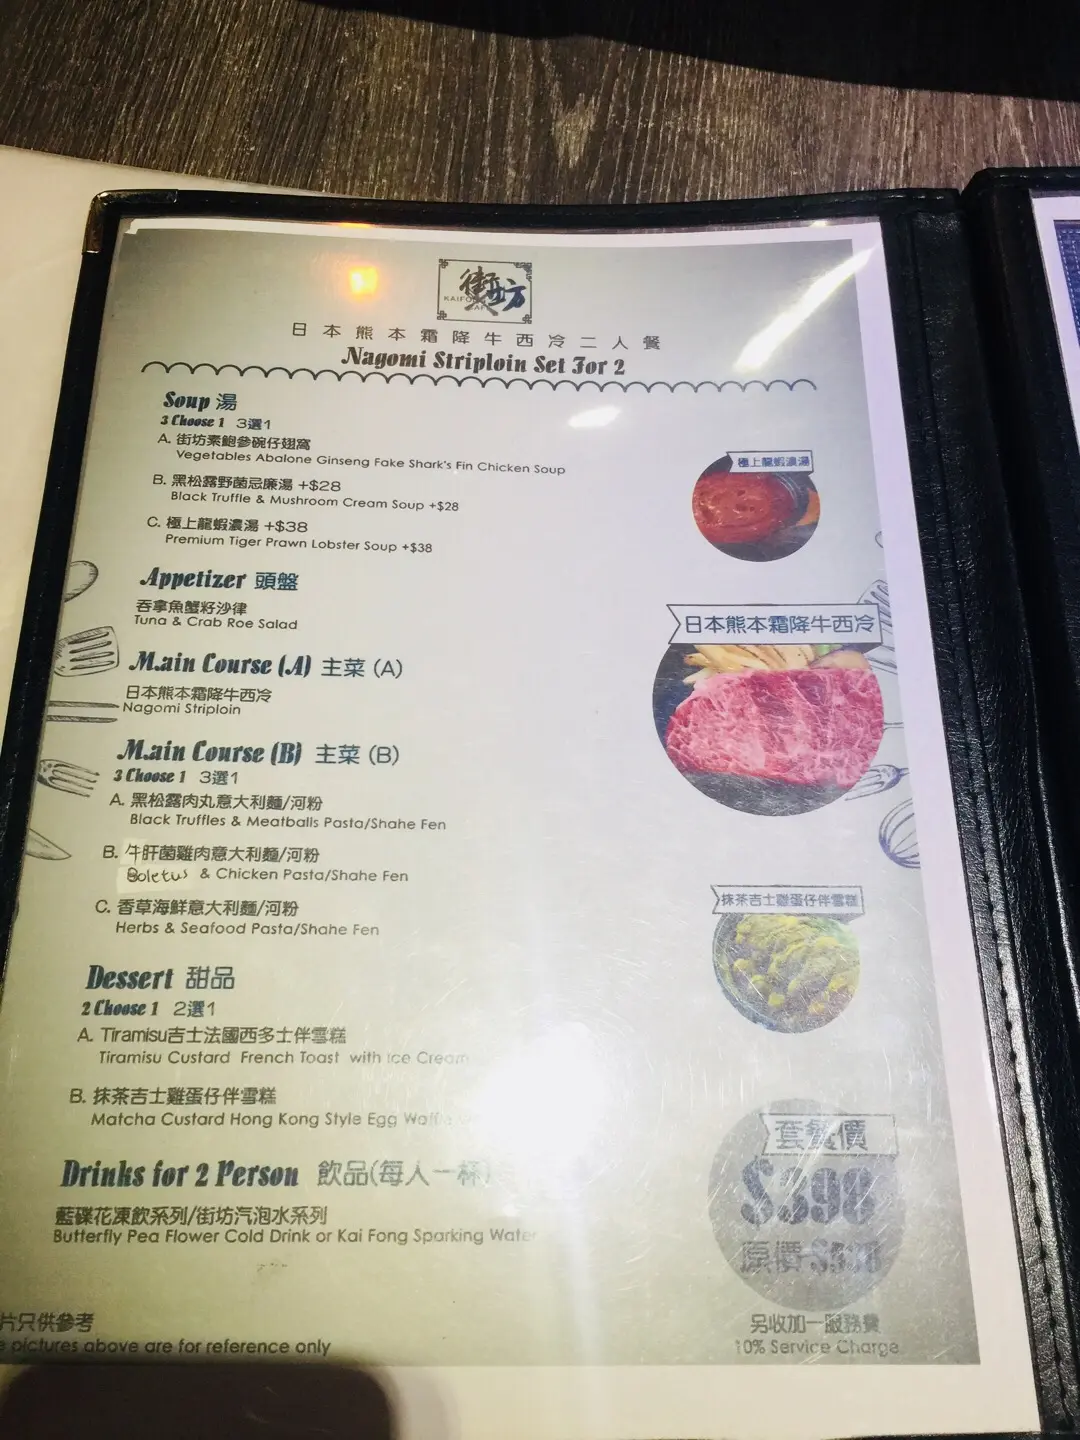 街坊
日本熊本霜降牛西冷二人餐
Nagomi Striploin Set For 2
Soup 湯
3 Choose 1 3選1
A. 街坊素鮑參碗仔翅窩
Vegetables Abalone Ginseng Fake Shark's Fin Chicken Soup
B. 黑松露野菌忌廉湯 +$28
Black Truffle & Mushroom Cream Soup +$28
C. 極上龍蝦濃湯 +$38
Premium Tiger Prawn Lobster Soup +$38
極上龍蝦濃湯
Appetizer 頭盤
吞拿魚蟹籽沙律
Tuna & Crab Roe Salad
日本熊本霜降牛西冷
Main Course (A) 主菜 (A)
日本熊本霜降牛西冷
Nagomi Striploin
Main Course (B) 主菜 (B)
3 Choose 1 3選1
A. 黑松露肉丸意大利麵/河粉
Black Truffles & Meatballs Pasta/Shahe Fen
B. 牛肝菌雞肉意大利麵/河粉
Boletus & Chicken Pasta/Shahe Fen
C. 香草海鮮意大利麵/河粉
Herbs & Seafood Pasta/Shahe Fen
抹茶吉士雞蛋仔伴雪糕
Dessert 甜品
2 Choose 1 2選1
A. Tiramisu吉士法國西多士伴雪糕
Tiramisu Custard French Toast with Ice Cream
B. 抹茶吉士雞蛋仔伴雪糕
Matcha Custard Hong Kong Style Egg
Drinks for 2 Person 飲品(每人一杯)
藍碟花凍飲系列/街坊汽泡水系列
Butterfly Pea Flower Cold Drink or Kai Fong Sparking Water
套餐價
$398
原價
片只供參考
pictures above are for reference only
另收加一服務費
10% Service Charge